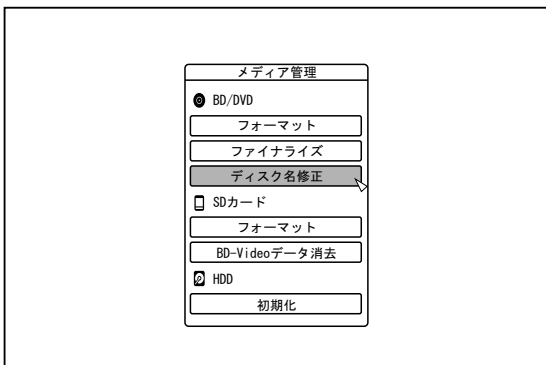 メディア管理
BD/DVD
フォーマット
ファイナライズ
ディスク名修正
SDカード
フォーマット
BD-Videoデータ消去
HDD
初期化